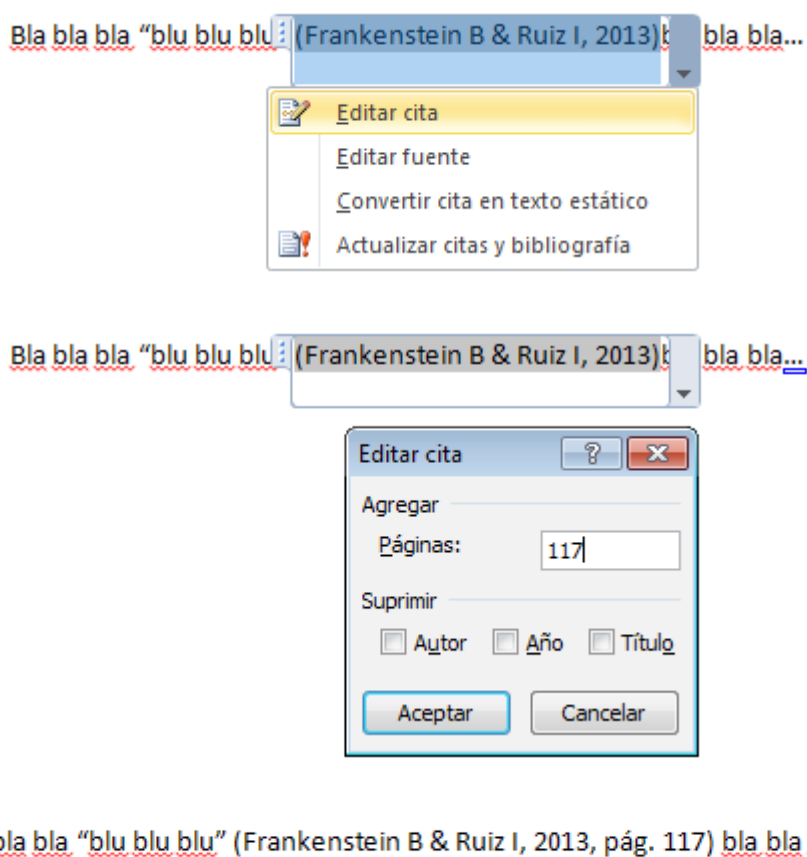 Bla bla bla “blu blu blu (Frankenstein B & Ruiz I, 2013) bla bla...
Editar cita
Editar fuente
Convertir cita en texto estático
Actualizar citas y bibliografía
Bla bla bla “blu blu blu (Frankenstein B & Ruiz I, 2013) bla bla...
Editar cita
Agregar
Páginas: 117
Suprimir
Autor Año Título
Aceptar Cancelar
bla bla “blu blu blu” (Frankenstein B & Ruiz I, 2013, pág. 117) bla bla